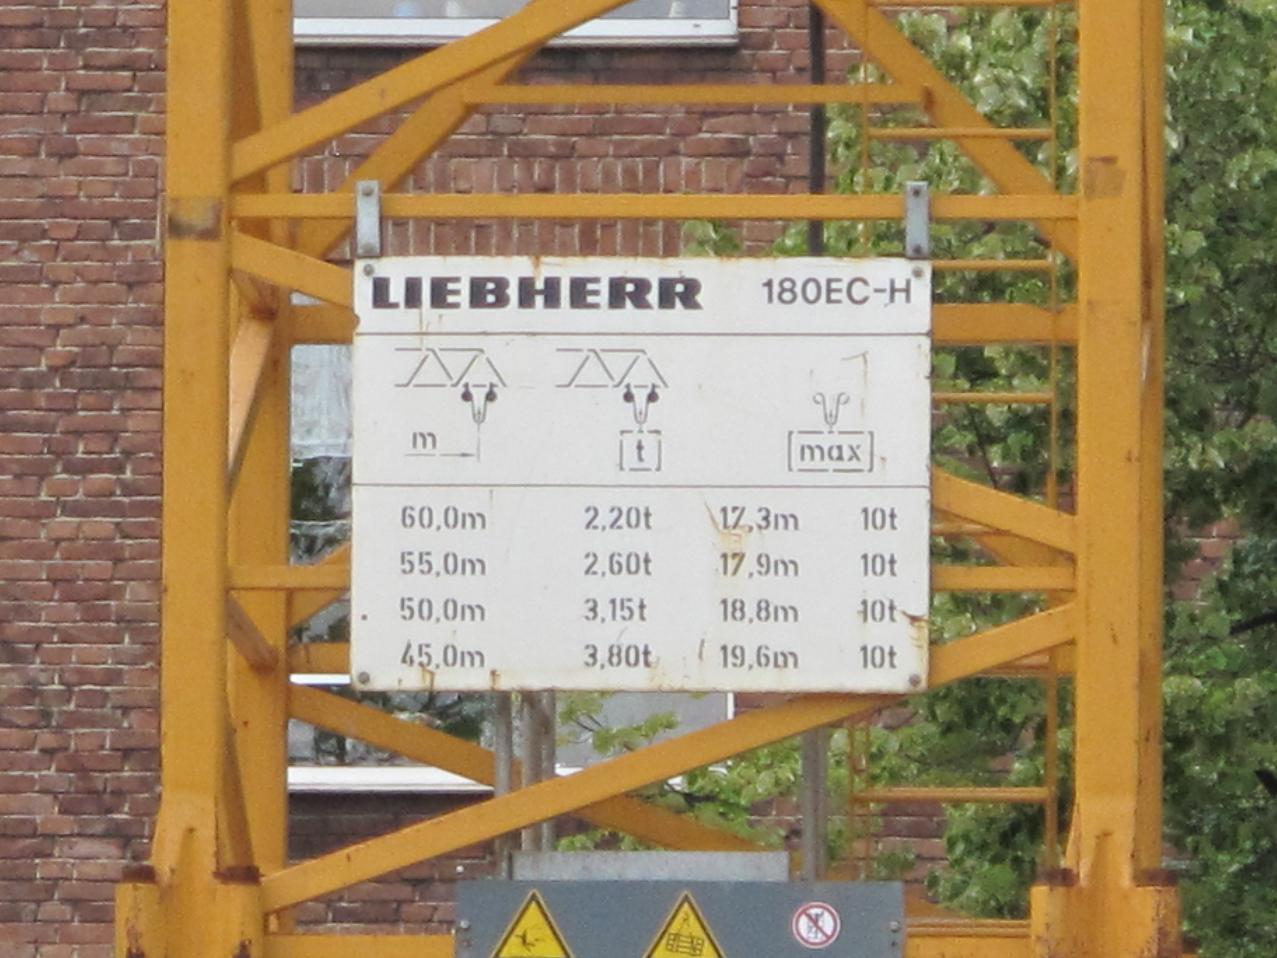 LIEBHERR 180EC-H
m [t] [max]
60,0m 2,20t 17,3m 10t
55,0m 2,60t 17,9m 10t
50,0m 3,15t 18,8m 10t
45,0m 3,80t 19,6m 10t